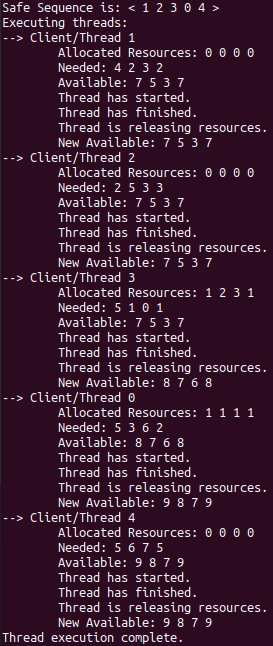 Safe Sequence is: < 1 2 3 0 4 >
Executing threads:
--> Client/Thread 1
Allocated Resources: 0 0 0 0
Needed: 4 2 3 2
Available: 7 5 3 7
Thread has started.
Thread has finished.
Thread is releasing resources.
New Available: 7 5 3 7
--> Client/Thread 2
Allocated Resources: 0 0 0 0
Needed: 2 5 3 3
Available: 7 5 3 7
Thread has started.
Thread has finished.
Thread is releasing resources.
New Available: 7 5 3 7
--> Client/Thread 3
Allocated Resources: 1 2 3 1
Needed: 5 1 0 1
Available: 7 5 3 7
Thread has started.
Thread has finished.
Thread is releasing resources.
New Available: 8 7 6 8
--> Client/Thread 0
Allocated Resources: 1 1 1 1
Needed: 5 3 6 2
Available: 8 7 6 8
Thread has started.
Thread has finished.
Thread is releasing resources.
New Available: 9 8 7 9
--> Client/Thread 4
Allocated Resources: 0 0 0 0
Needed: 5 6 7 5
Available: 9 8 7 9
Thread has started.
Thread has finished.
Thread is releasing resources.
New Available: 9 8 7 9
Thread execution complete.